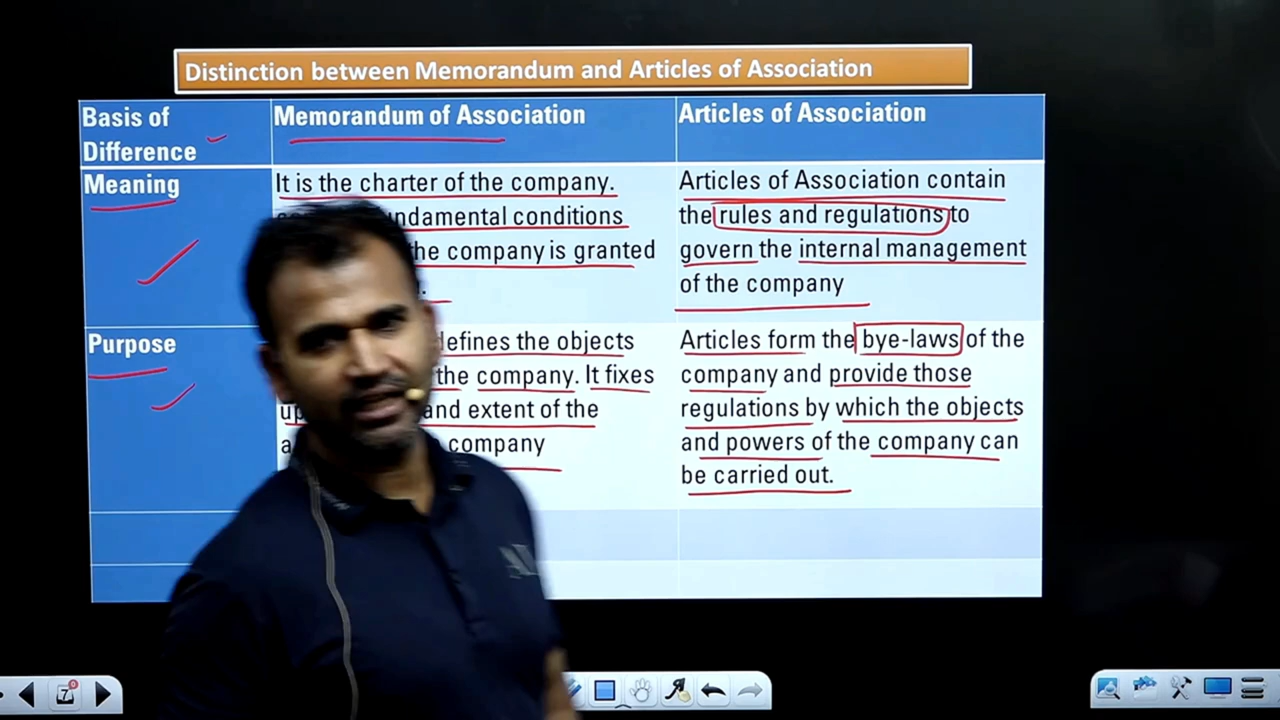 Distinction between Memorandum and Articles of Association
Basis of
Difference
Memorandum of Association
Articles of Association
Meaning
It is the charter of the company.
fundamental conditions
the company is granted
Articles of Association contain
the rules and regulations to
govern the internal management
of the company
Purpose
defines the objects
the company. It fixes
and extent of the
company
Articles form the bye-laws of the
company and provide those
regulations by which the objects
and powers of the company can
be carried out.
7